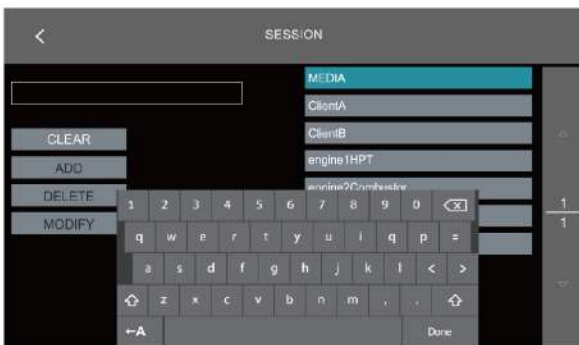 SESSION
MEDIA
ClientA
ClientB
CLEAR
engine1HPT
ADD
engine2Combustor
DELETE
MODIFY
1 2 3 4 5 6 7 8 9 0
q w e r t y u i q p =
a s d f g h j k l < >
z x c v b n m , .
←A Done
1
1